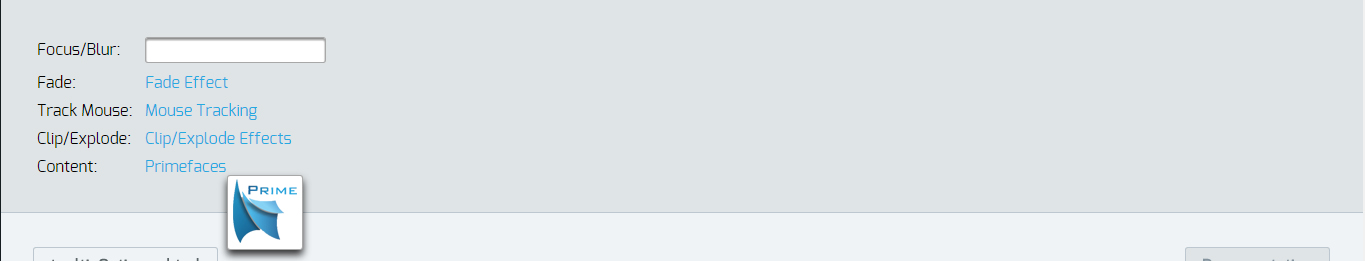 Focus/Blur:
Fade: Fade Effect
Track Mouse: Mouse Tracking
Clip/Explode: Clip/Explode Effects
Content: Primefaces
PRIME